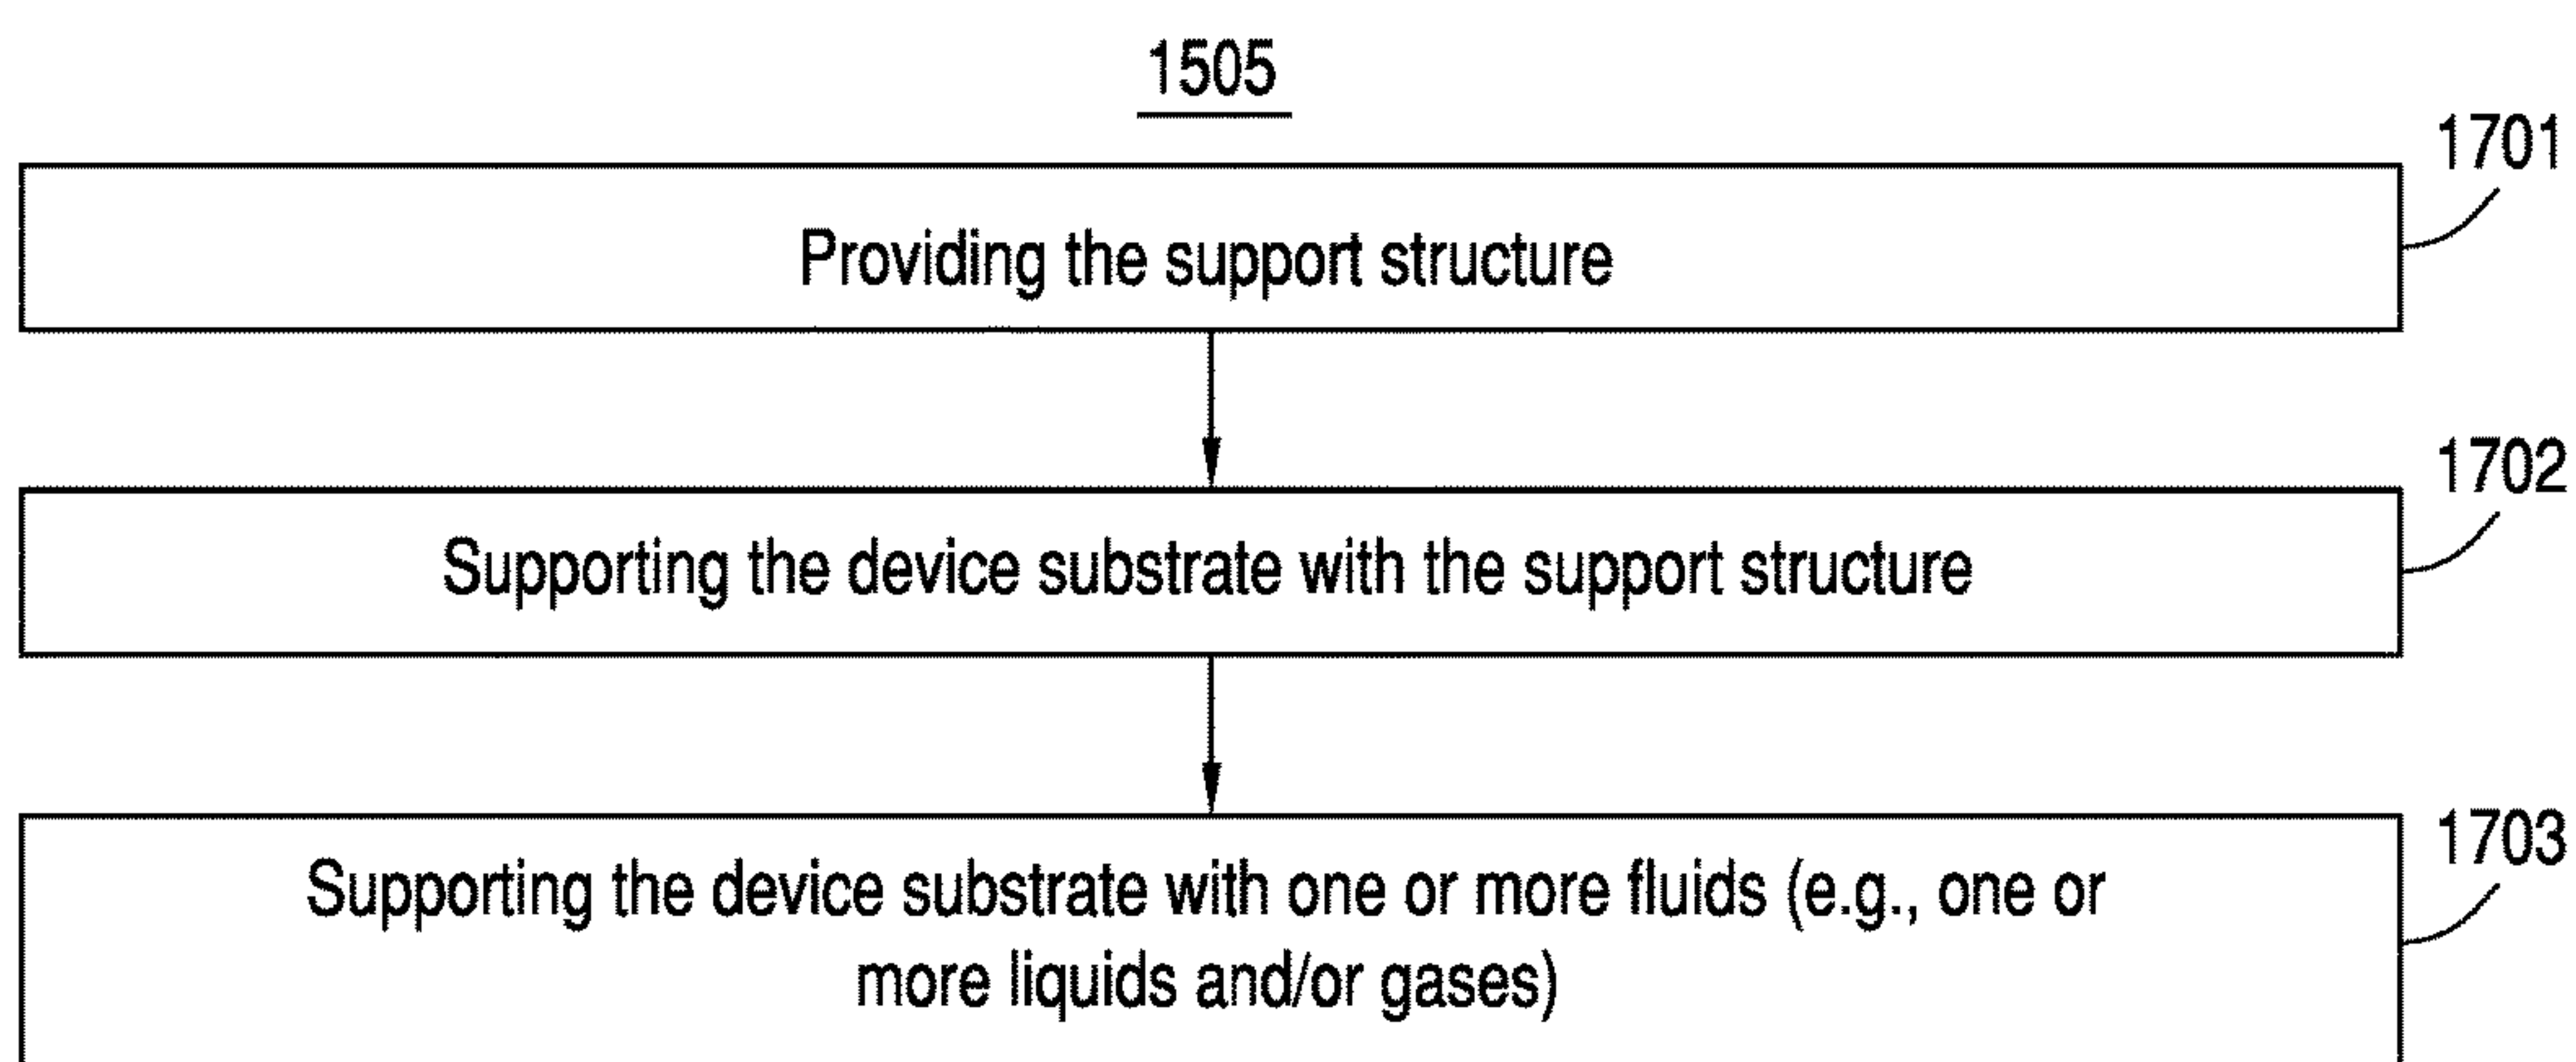 1505
1701
Providing the support structure
1702
Supporting the device substrate with the support structure
1703
Supporting the device substrate with one or more fluids (e.g., one or
more liquids and/or gases)